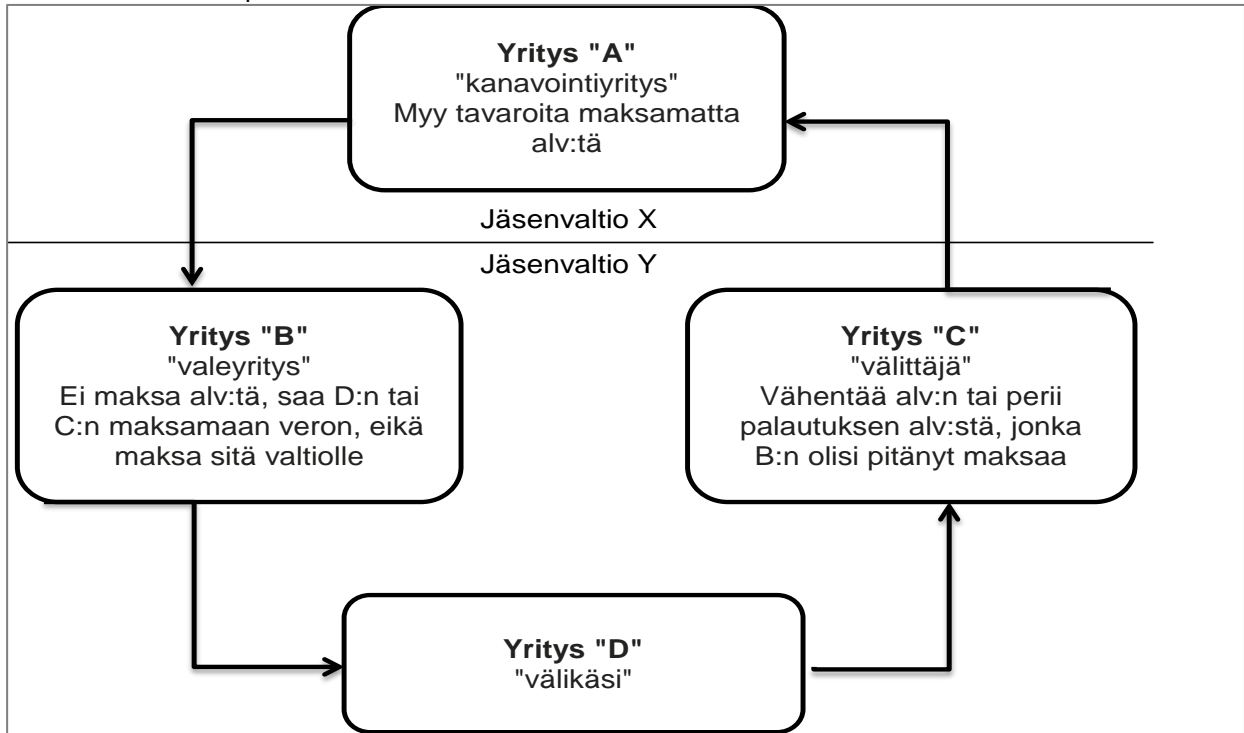 Yritys "A"
"kanavointiyritys"
Myy tavaroita maksamatta
alv:tä
Jäsenvaltio X
Jäsenvaltio Y
Yritys "B"
"valeyritys"
Ei maksa alv:tä, saa D:n tai
C:n maksamaan veron, eikä
maksa sitä valtiolle
Yritys "C"
"välittäjä"
Vähentää alv:n tai perii
palautuksen alv:stä, jonka
B:n olisi pitänyt maksaa
Yritys "D"
"välikäsi"